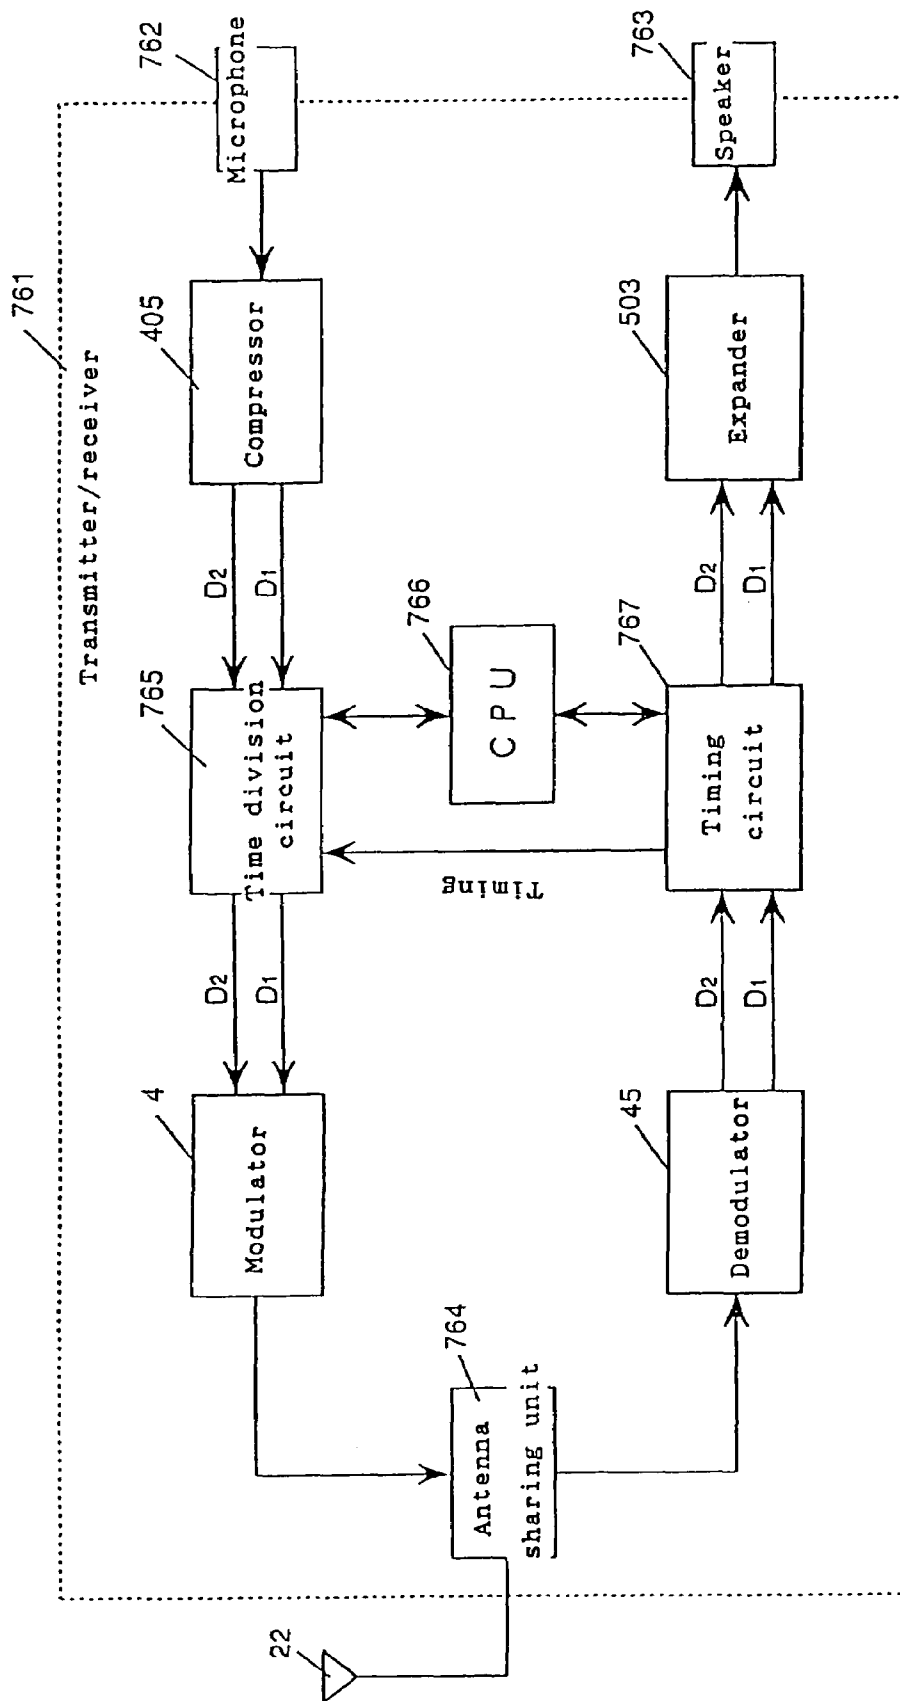 761
Transmitter/receiver
22
764
Antenna
sharing unit
4
Modulator
D2
D1
765
Time division
circuit
D2
D1
405
Compressor
762
Microphone
Timing
766
CPU
45
Demodulator
D2
D1
767
Timing
circuit
D2
D1
503
Expander
763
Speaker